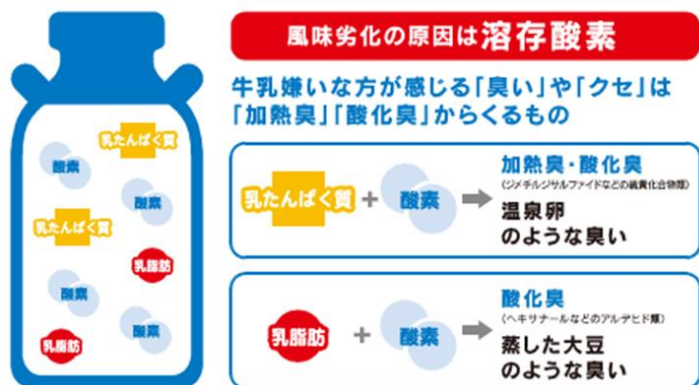 風味劣化の原因は溶存酸素
牛乳嫌いな方が感じる「臭い」や「クセ」は
「加熱臭」「酸化臭」からくるもの
乳たんぱく質
酸素
酸素
乳たんぱく質
乳脂肪
酸素
酸素
乳脂肪
乳たんぱく質 + 酸素
加熱臭・酸化臭
(ジメチルジサルファイドなどの硫黄化合物類)
温泉卵
のような臭い
乳脂肪 + 酸素
酸化臭
(ヘキサナールなどのアルデヒド類)
蒸した大豆
のような臭い